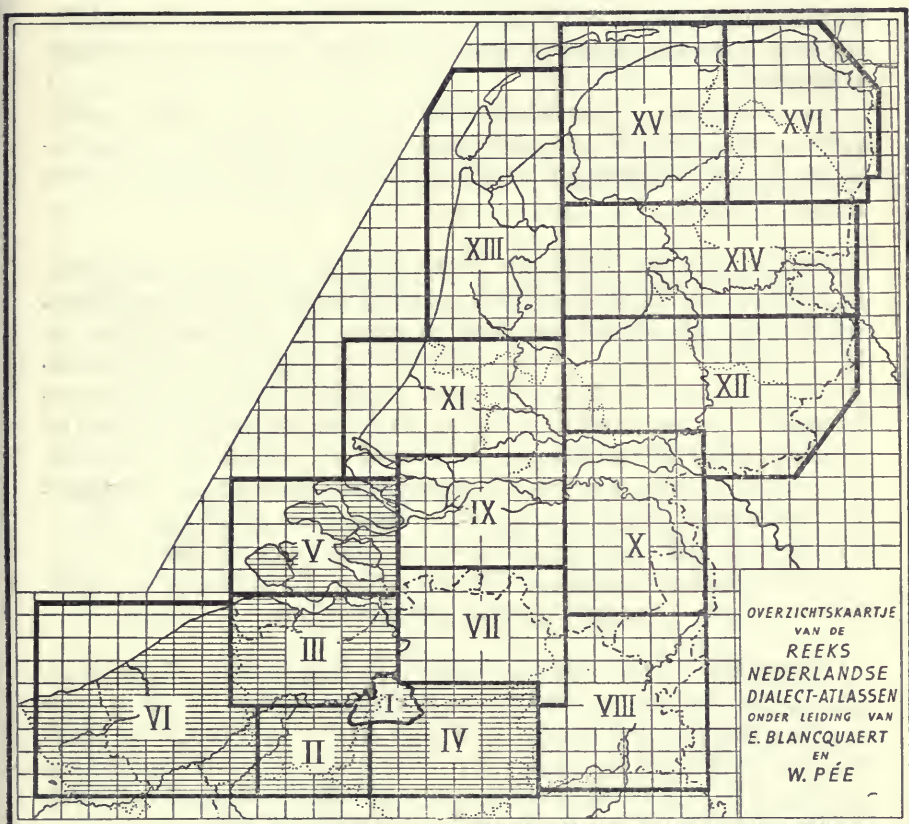 XV
XVI
XIII
XIV
XI
XII
IX
V
X
VII
III
I
VI
II
IV
VIII
OVERZICHTSKAARTJE
VAN DE
REEKS
NEDERLANDSE
DIALECT-ATLASSEN
ONDER LEIDING VAN
E. BLANCQUAERT
EN
W. PÉE